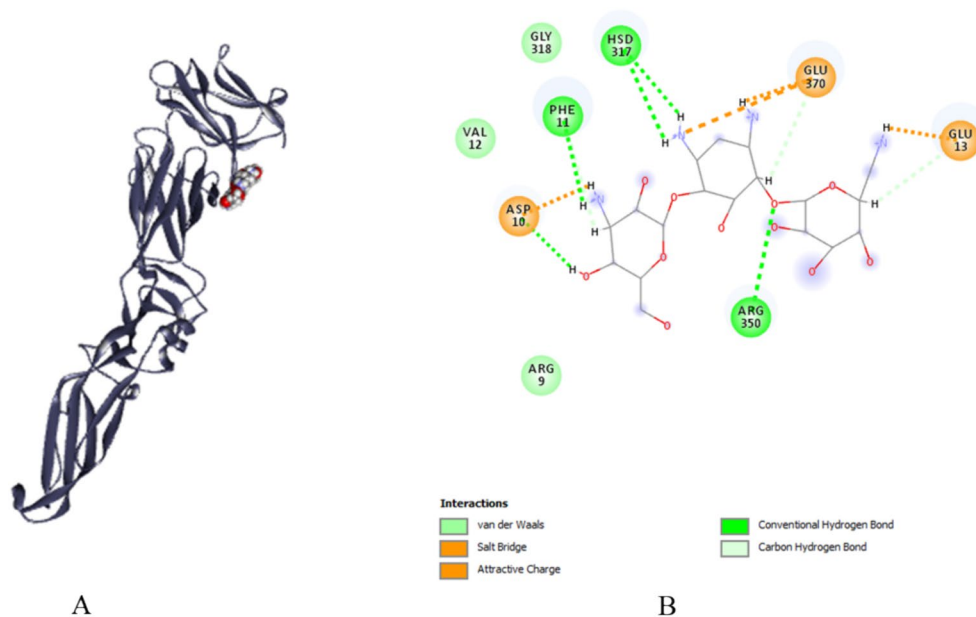 GLY
318
HSD
317
GLU
370
PHE
11
VAL
12
GLU
13
ASP
10
ARG
350
ARG
9
H
H
N
H
N
H
N
H
N
H
H
H
O
O
O
O
O
O
O
O
O
O
O
H
H
Interactions
van der Waals
Salt Bridge
Attractive Charge
Conventional Hydrogen Bond
Carbon Hydrogen Bond
A
B